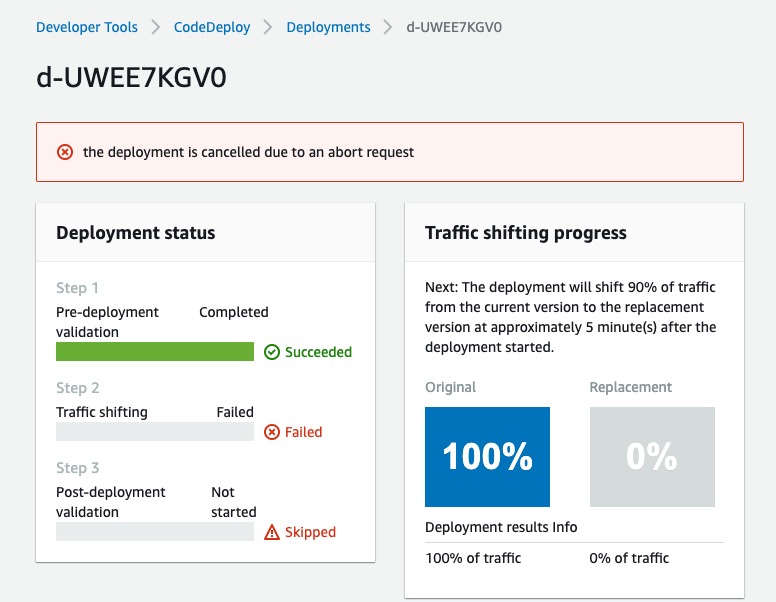 Developer Tools > CodeDeploy > Deployments > d-UWEE7KGV0
d-UWEE7KGV0
the deployment is cancelled due to an abort request
Deployment status
Step 1
Pre-deployment validation
Completed
Succeeded
Step 2
Traffic shifting
Failed
Failed
Step 3
Post-deployment validation
Not started
Skipped
Traffic shifting progress
Next: The deployment will shift 90% of traffic
from the current version to the replacement
version at approximately 5 minute(s) after the
deployment started.
Original
Replacement
100%
0%
Deployment results Info
100% of traffic
0% of traffic